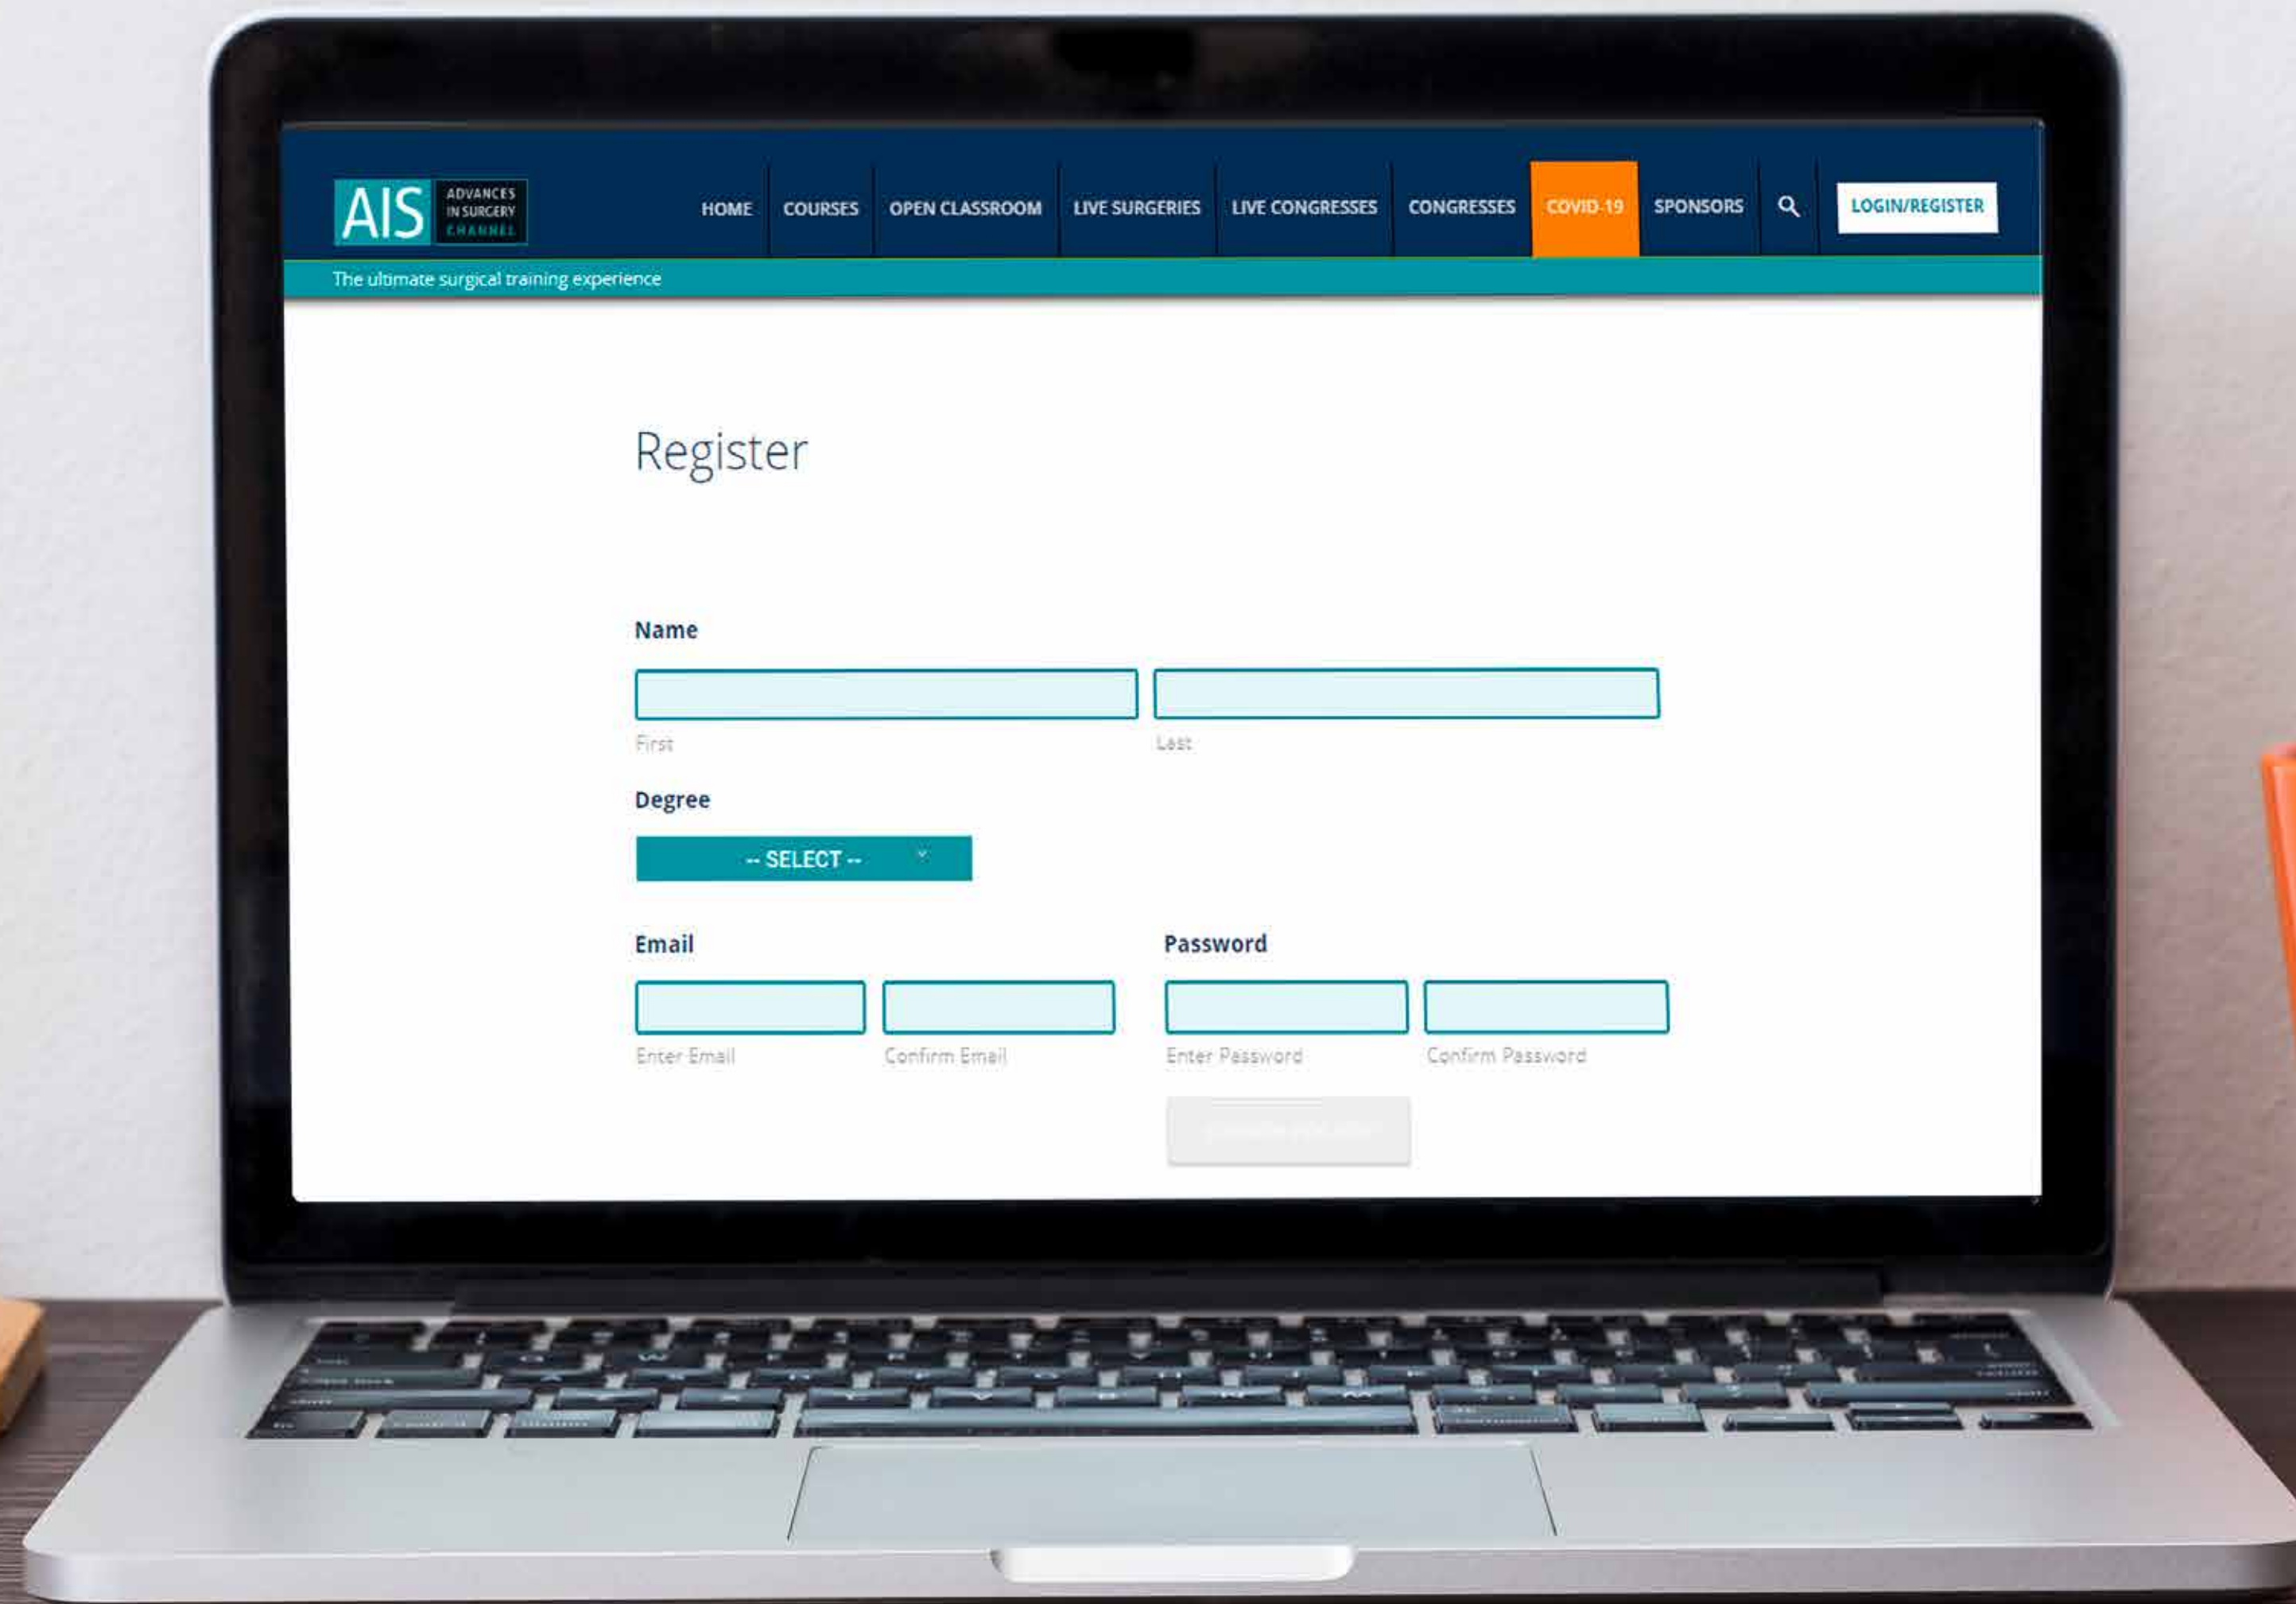 AIS ADVANCES
IN SURGERY
CHANNEL
HOME COURSES OPEN CLASSROOM LIVE SURGERIES LIVE CONGRESSES CONGRESSES COVID-19 SPONSORS LOGIN/REGISTER
The ultimate surgical training experience
Register
Name
First Last
Degree
-- SELECT --
Email Password
Enter Email Confirm Email Enter Password Confirm Password